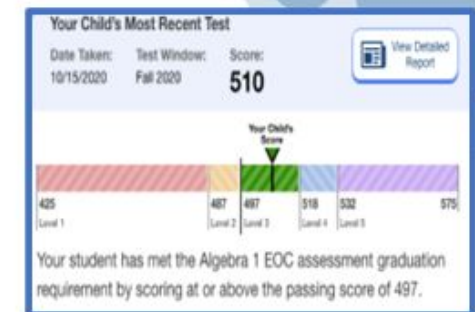 Your Child's Most Recent Test
Date Taken: Test Window: Score:
10/15/2020 Fall 2020 510
View Detailed
Report
Your Child's
Score
425 487 497 518 532 575
Level 1 Level 2 Level 3 Level 4 Level 5
Your student has met the Algebra 1 EOC assessment graduation
requirement by scoring at or above the passing score of 497.